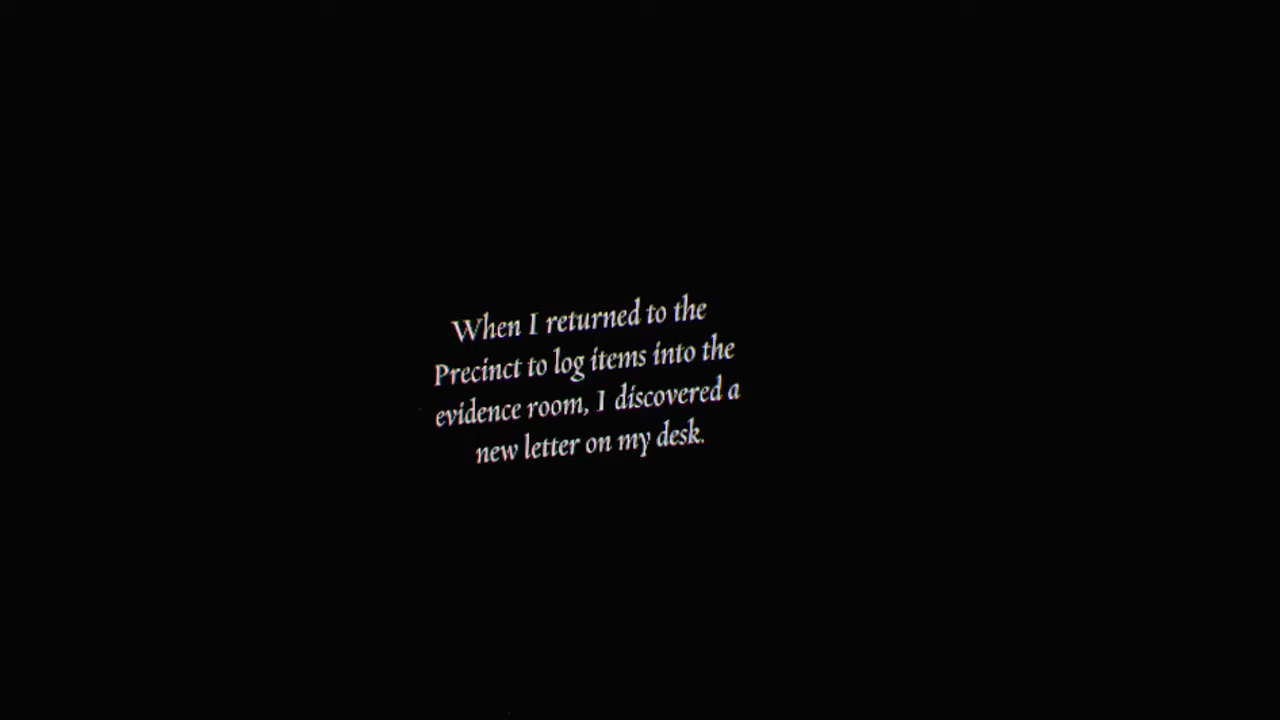 When I returned to the
Precinct to log items into the
evidence room, I discovered a
new letter on my desk.